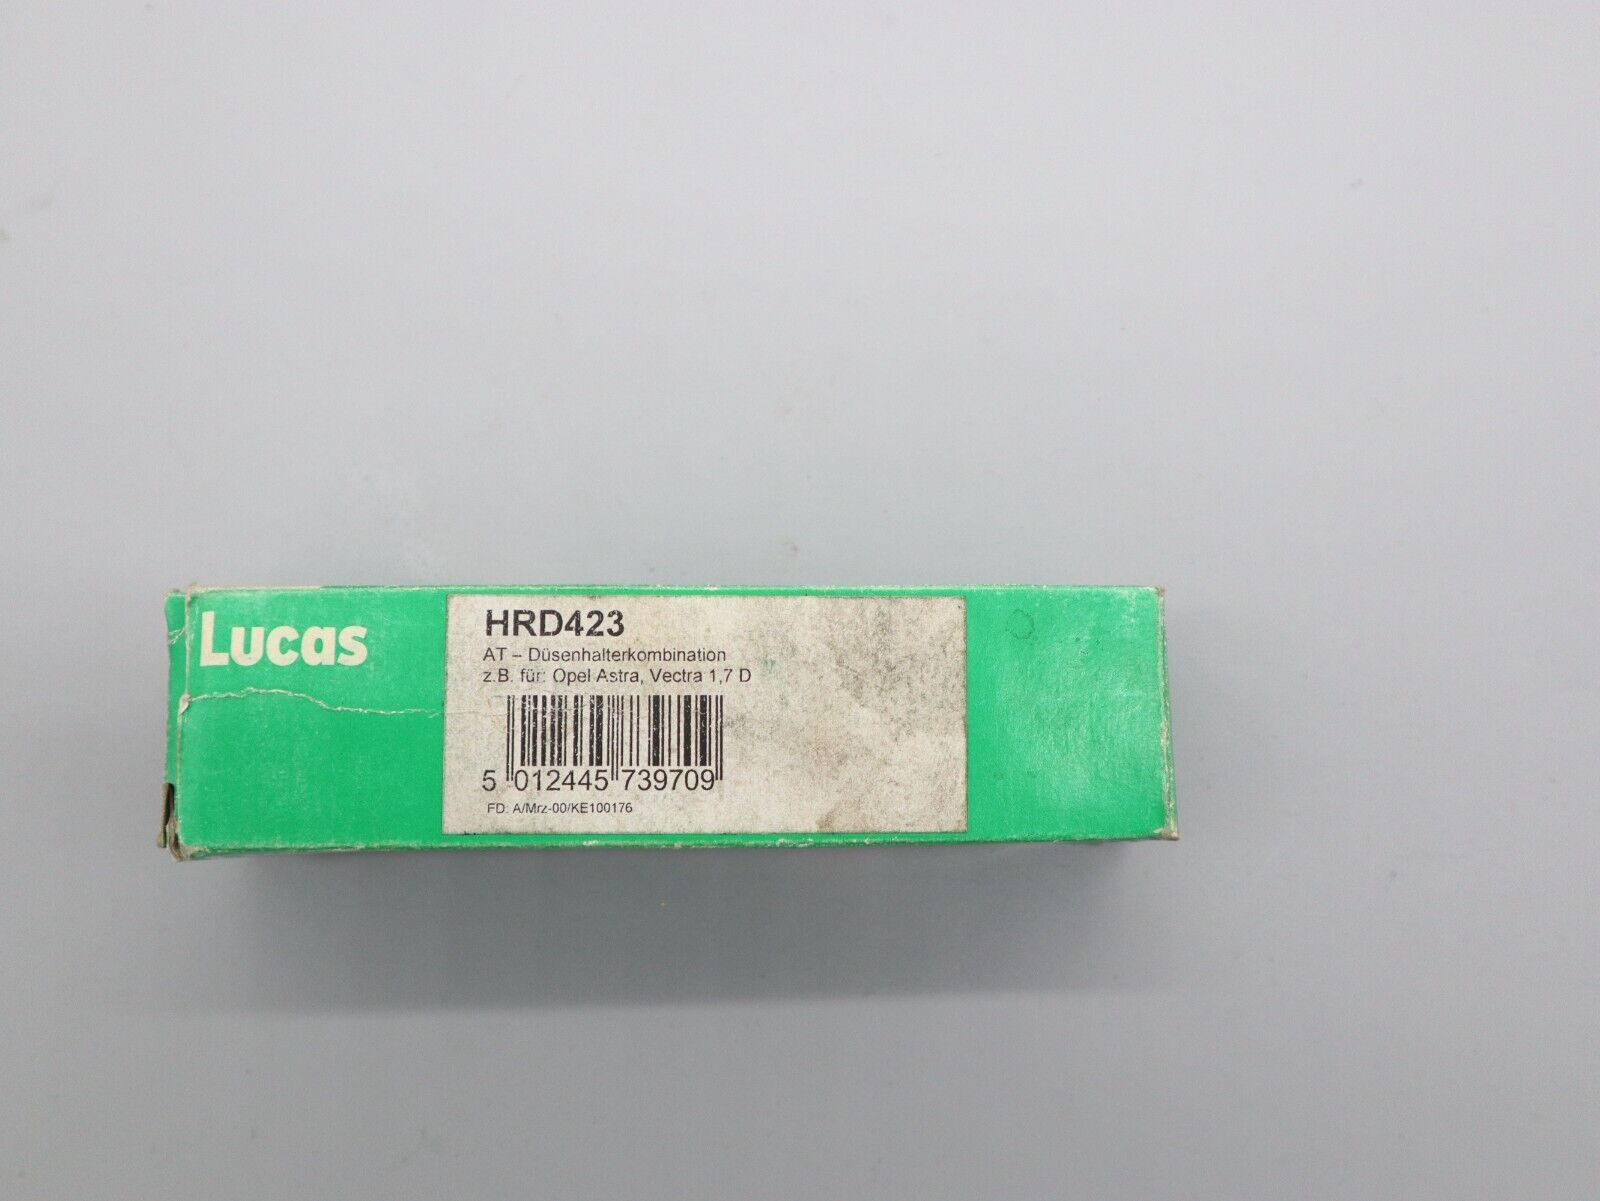 Lucas
HRD423
AT – Düsenhalterkombination
z.B. für: Opel Astra, Vectra 1,7 D
5 012445 739709
FD: A/Mrz-00/KE100176